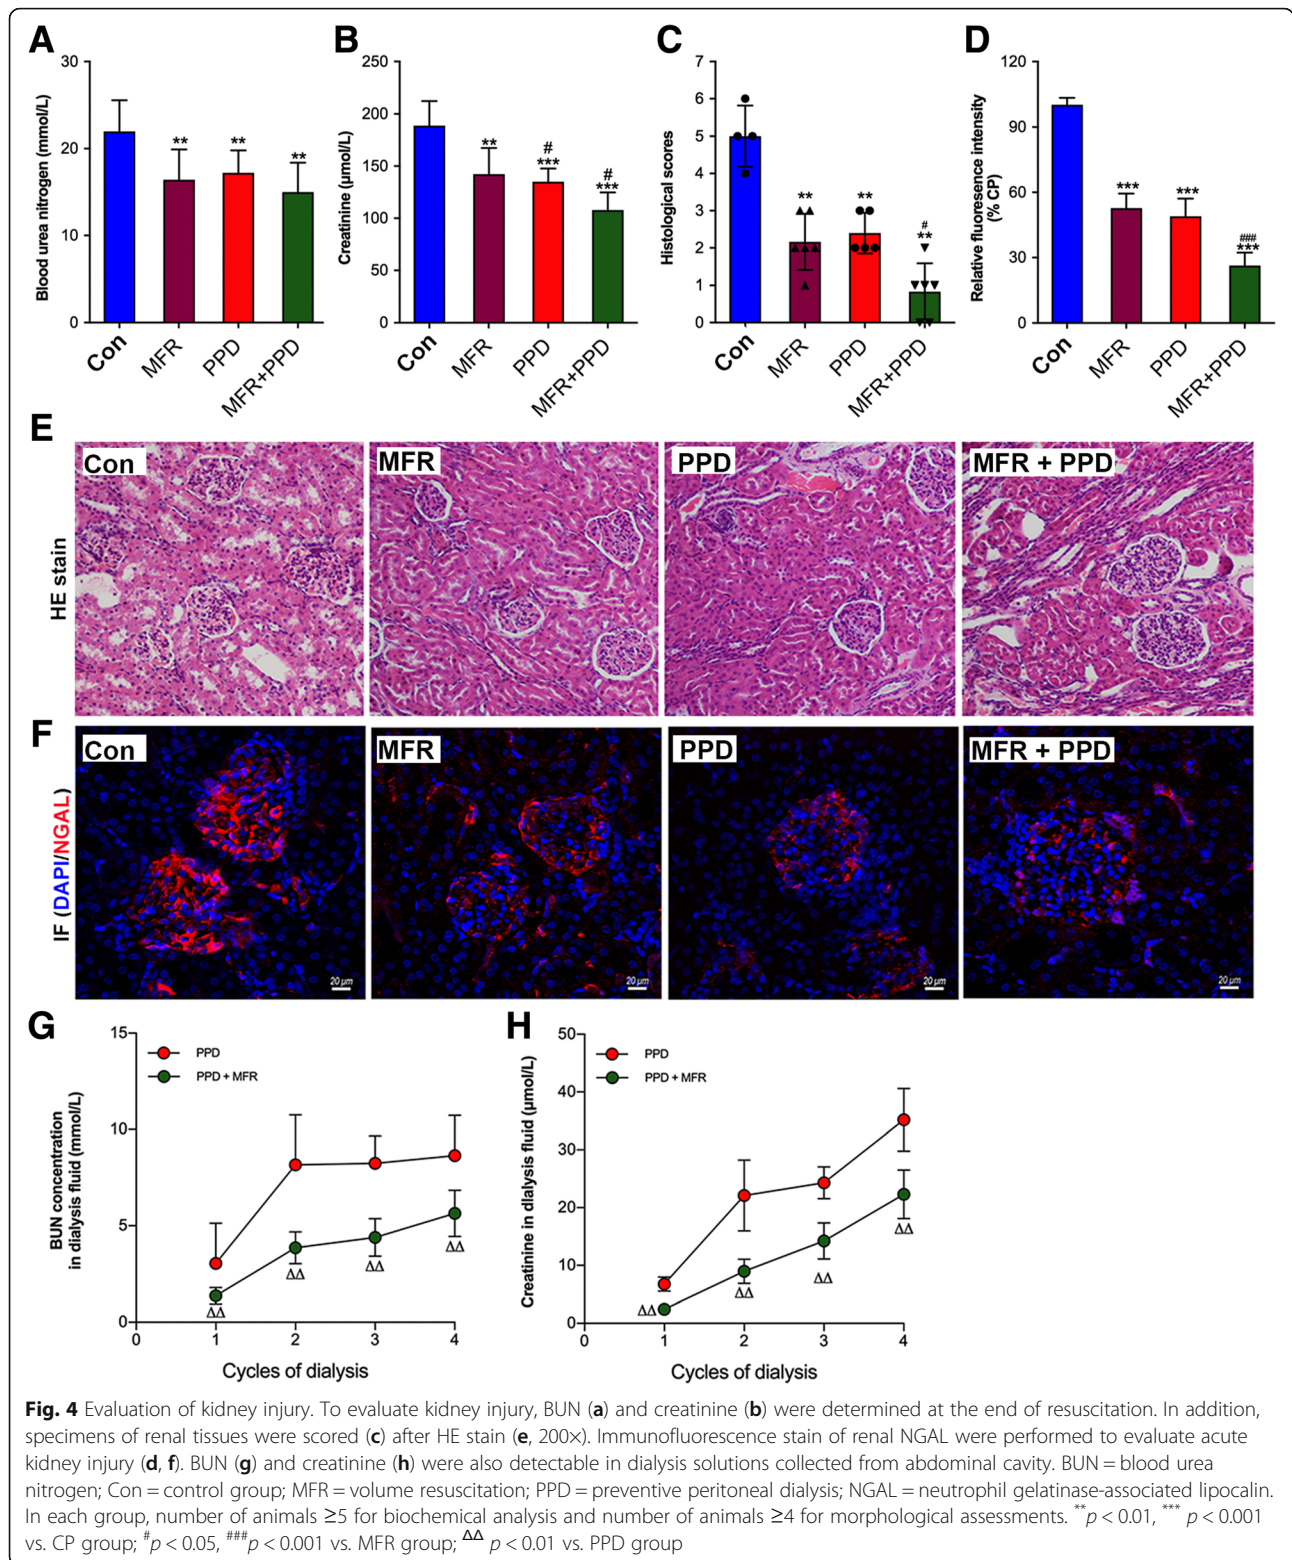 A
Blood urea nitrogen (mmol/L)
30
20
10
0
**
**
**
Con
MFR
PPD
MFR+PPD
B
Creatinine (µmol/L)
250
200
150
100
50
0
**
#
***
#
***
Con
MFR
PPD
MFR+PPD
C
Histological scores
7
6
5
4
3
2
1
0
**
**
#
**
Con
MFR
PPD
MFR+PPD
D
Relative fluoresence intensity
(% CP)
120
90
60
30
0
***
***
###
***
Con
MFR
PPD
MFR+PPD
E
HE stain
Con
MFR
PPD
MFR + PPD
F
IF (DAPI/NGAL)
Con
MFR
PPD
MFR + PPD
20 µm
20 µm
20 µm
20 µm
G
BUN concentration
in dialysis fluid (mmol/L)
15
10
5
0
PPD
PPD + MFR
ΔΔ
ΔΔ
ΔΔ
ΔΔ
0 1 2 3 4
Cycles of dialysis
H
Creatinine in dialysis fluid (µmol/L)
50
40
30
20
10
0
PPD
PPD + MFR
ΔΔ
ΔΔ
ΔΔ
ΔΔ
0 1 2 3 4
Cycles of dialysis
Fig. 4 Evaluation of kidney injury. To evaluate kidney injury, BUN (a) and creatinine (b) were determined at the end of resuscitation. In addition,
specimens of renal tissues were scored (c) after HE stain (e, 200×). Immunofluorescence stain of renal NGAL were performed to evaluate acute
kidney injury (d, f). BUN (g) and creatinine (h) were also detectable in dialysis solutions collected from abdominal cavity. BUN = blood urea
nitrogen; Con = control group; MFR = volume resuscitation; PPD = preventive peritoneal dialysis; NGAL = neutrophil gelatinase-associated lipocalin.
In each group, number of animals ≥5 for biochemical analysis and number of animals ≥4 for morphological assessments. **p < 0.01, *** p < 0.001
vs. CP group; #p < 0.05, ###p < 0.001 vs. MFR group; ΔΔ p < 0.01 vs. PPD group